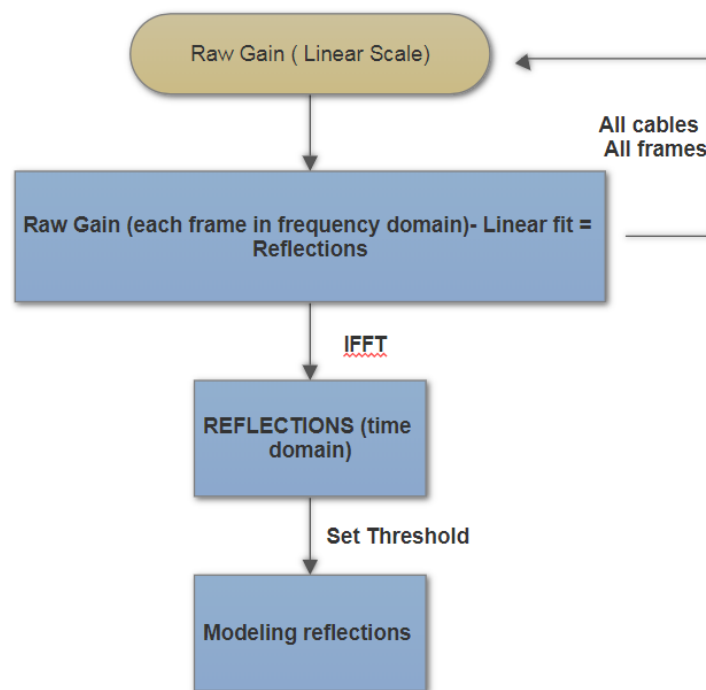 Raw Gain ( Linear Scale)
All cables
All frames
Raw Gain (each frame in frequency domain)- Linear fit =
Reflections
IFFT
REFLECTIONS (time
domain)
Set Threshold
Modeling reflections